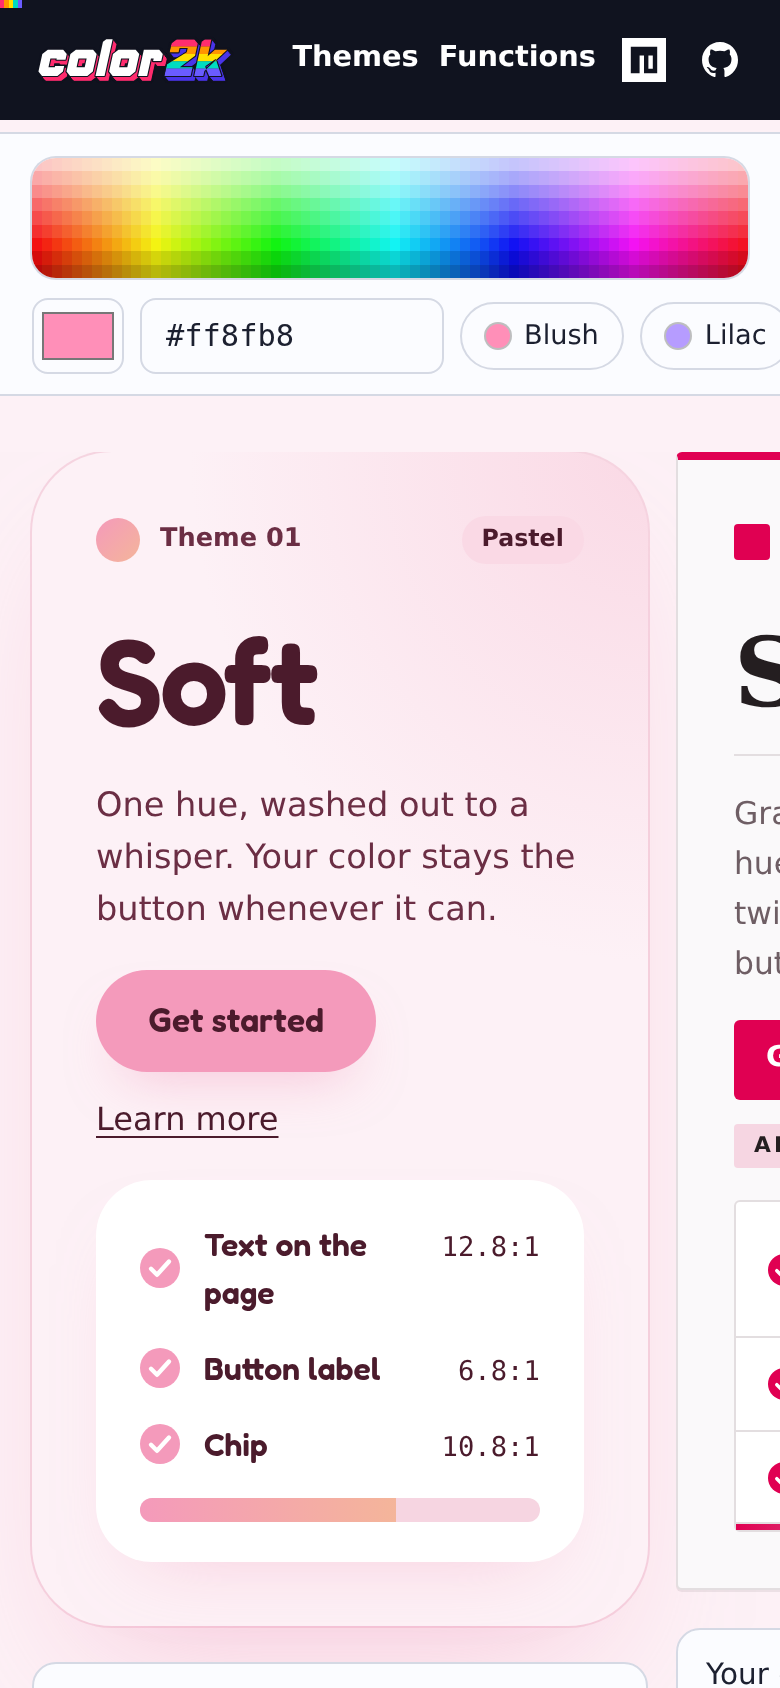 color2k
Themes Functions
#ff8fb8
Blush
Lilac
Theme 01
Pastel
Soft
One hue, washed out to a
whisper. Your color stays the
button whenever it can.
Get started
Learn more
Text on the
page
12.8:1
Button label
6.8:1
Chip
10.8:1
Your